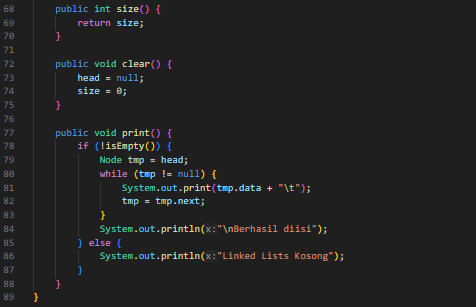 68 public int size() {
69 return size;
70 }
71
72 public void clear() {
73 head = null;
74 size = 0;
75 }
76
77 public void print() {
78 if (!isEmpty()) {
79 Node tmp = head;
80 while (tmp != null) {
81 System.out.print(tmp.data + "\t");
82 tmp = tmp.next;
83 }
84 System.out.println(x:"\nBerhasil diisi");
85 } else {
86 System.out.println(x:"Linked Lists Kosong");
87 }
88 }
89 }